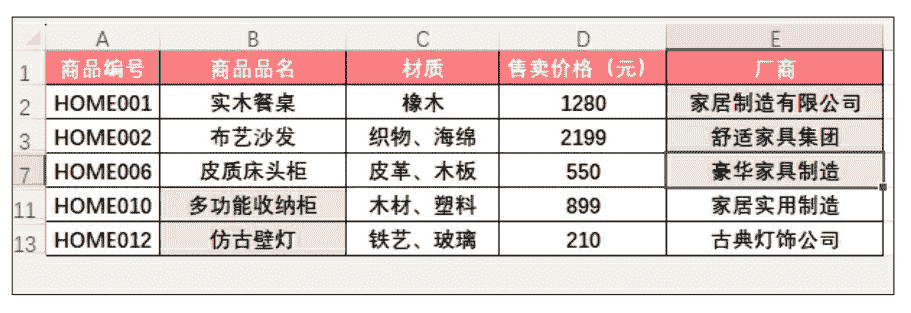 A B C D E
1 商品编号 商品品名 材质 售卖价格（元） 厂商
2 HOME001 实木餐桌 橡木 1280 家居制造有限公司
3 HOME002 布艺沙发 织物、海绵 2199 舒适家具集团
7 HOME006 皮质床头柜 皮革、木板 550 豪华家具制造
11 HOME010 多功能收纳柜 木材、塑料 899 家居实用制造
13 HOME012 仿古壁灯 铁艺、玻璃 210 古典灯饰公司